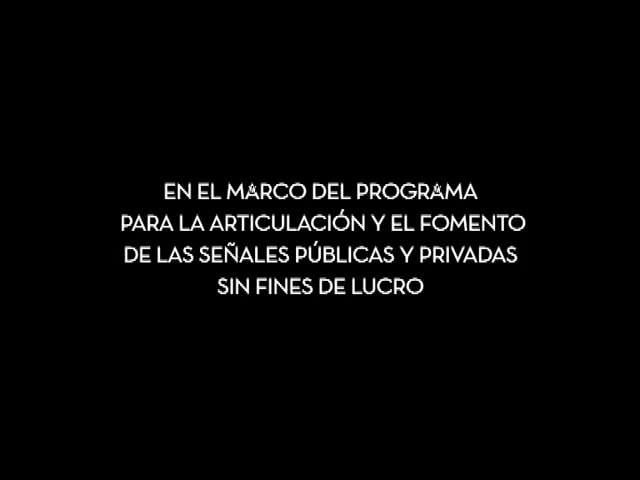 EN EL MARCO DEL PROGRAMA
PARA LA ARTICULACIÓN Y EL FOMENTO
DE LAS SEÑALES PÚBLICAS Y PRIVADAS
SIN FINES DE LUCRO